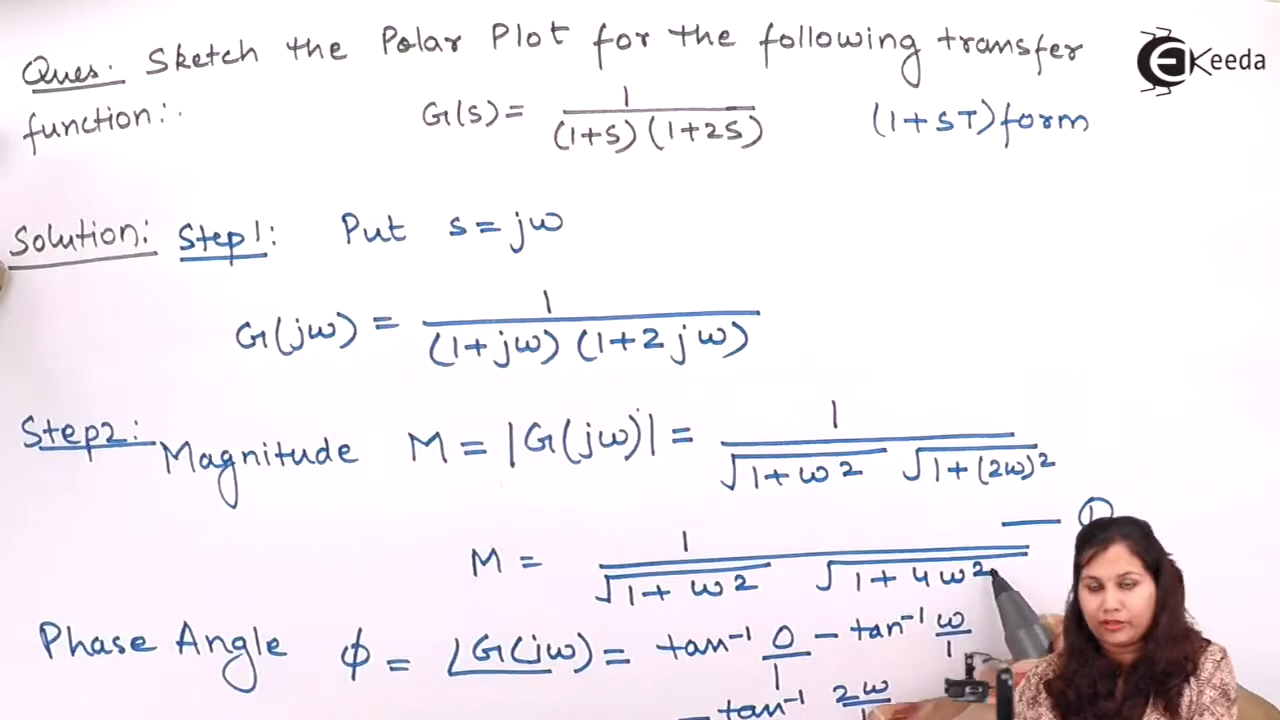 Ques. Sketch the Polar Plot for the following transfer
EKeeda
function:. G(s) = 1 / (1+s)(1+2s) (1+sT) form
Solution: Step1: Put s = jω
G(jω) = 1 / (1+jω)(1+2jω)
Step2: Magnitude M = |G(jω)| = 1 / √1+ω2 √1+(2ω)2
— ①
M = 1 / √1+ω2 √1+4ω2
Phase Angle ϕ = ∠G(jω) = tan-1 0/1 - tan-1 ω/1
- tan-1 2ω/1